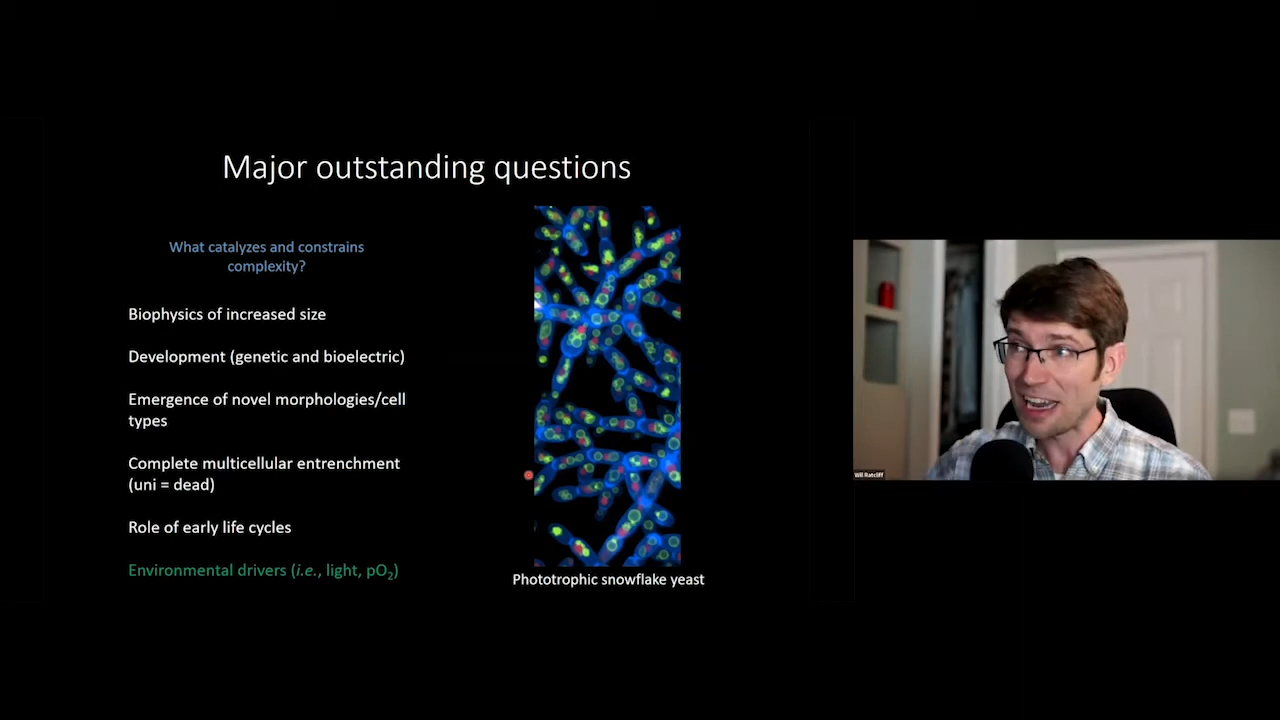 Major outstanding questions
What catalyzes and constrains
complexity?
Biophysics of increased size
Development (genetic and bioelectric)
Emergence of novel morphologies/cell
types
Complete multicellular entrenchment
(uni = dead)
Role of early life cycles
Environmental drivers (i.e., light, pO₂)
Phototrophic snowflake yeast
Will Ratcliff